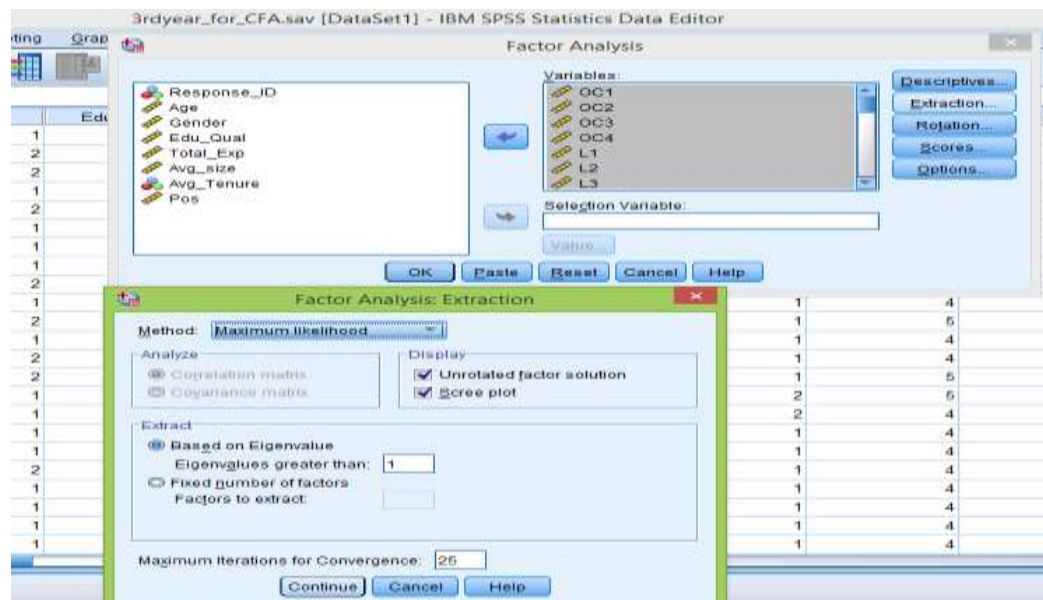 3rdyear_for_CFA.sav [DataSet1] - IBM SPSS Statistics Data Editor
ting Grap
Edu
Factor Analysis
Response_ID
Age
Gender
Edu_Qual
Total_Exp
Avg_size
Avg_Tenure
Pos
Variables:
OC1
OC2
OC3
OC4
L1
L2
L3
Selection Variable:
Value...
Descriptives...
Extraction...
Rotation...
Scores...
Options...
OK Paste Reset Cancel Help
1
2
2
1
2
1
1
1
2
1
2
1
2
2
1
1
1
1
2
1
1
1
1
Factor Analysis: Extraction
Method: Maximum likelihood
Analyze
Correlation matrix
Covariance matrix
Display
Unrotated factor solution
Scree plot
Extract
Based on Eigenvalue
Eigenvalues greater than: 1
Fixed number of factors
Factors to extract:
Maximum Iterations for Convergence: 25
Continue Cancel Help
1 4
1 5
1 4
1 4
1 5
2 5
2 4
1 4
1 4
1 4
1 4
1 4
1 4
1 4